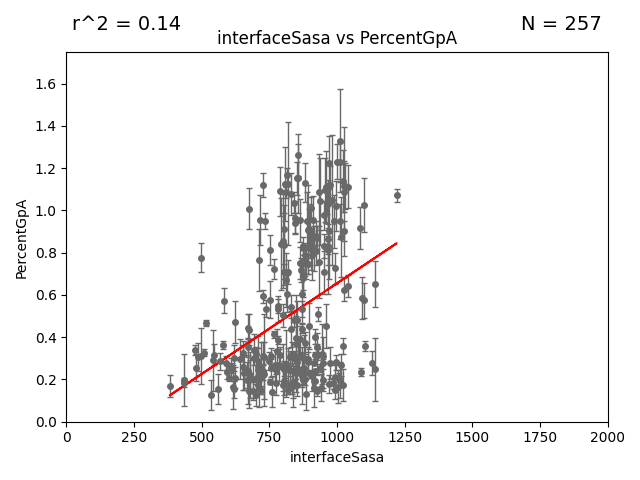 r^2 = 0.14
N = 257
interfaceSasa vs PercentGpA
PercentGpA
1.6
1.4
1.2
1.0
0.8
0.6
0.4
0.2
0.0
0 250 500 750 1000 1250 1500 1750 2000
interfaceSasa